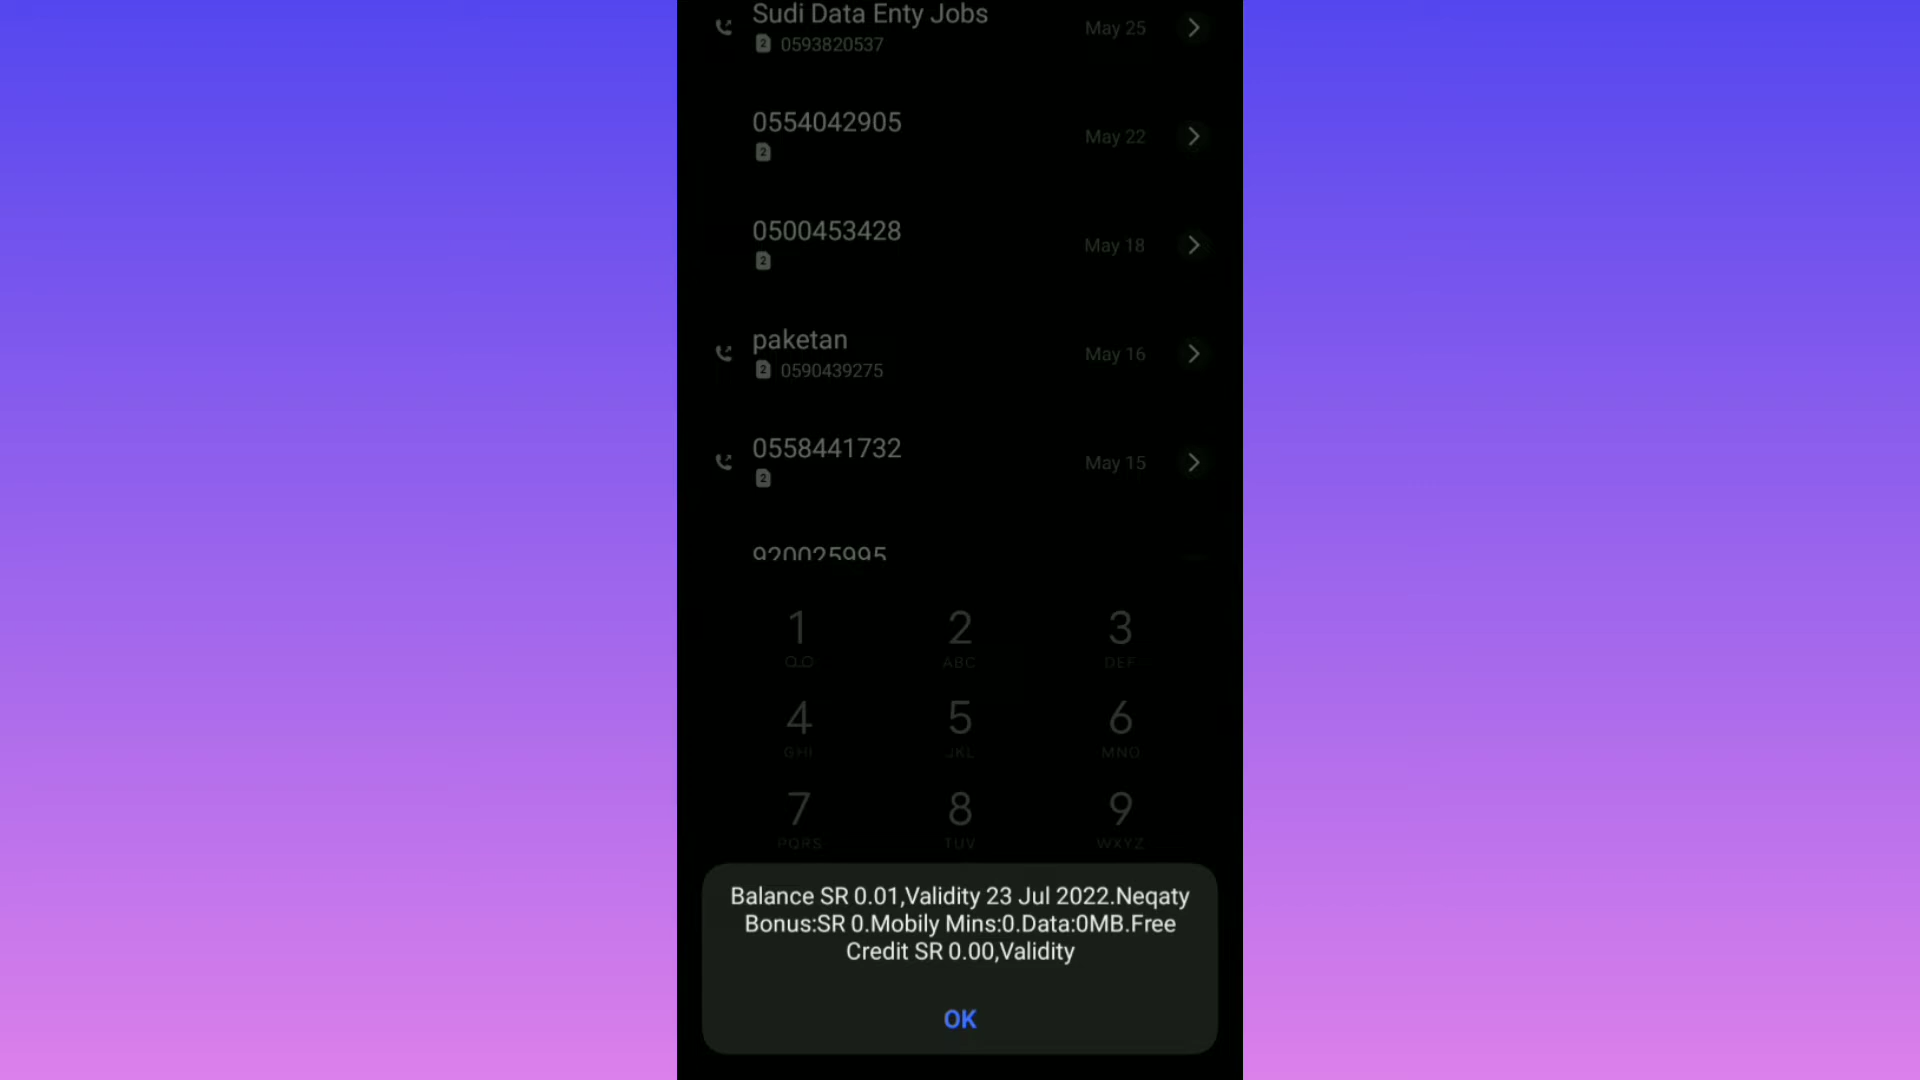 Sudi Data Enty Jobs
May 25
2 0593820537
0554042905
May 22
2
0500453428
May 18
2
paketan
May 16
2 0590439275
0558441732
May 15
2
920025995
1 2 3
ABC DEF
4 5 6
GHI JKL MNO
7 8 9
PQRS TUV WXYZ
Balance SR 0.01,Validity 23 Jul 2022.Neqaty
Bonus:SR 0.Mobily Mins:0.Data:0MB.Free
Credit SR 0.00,Validity
OK